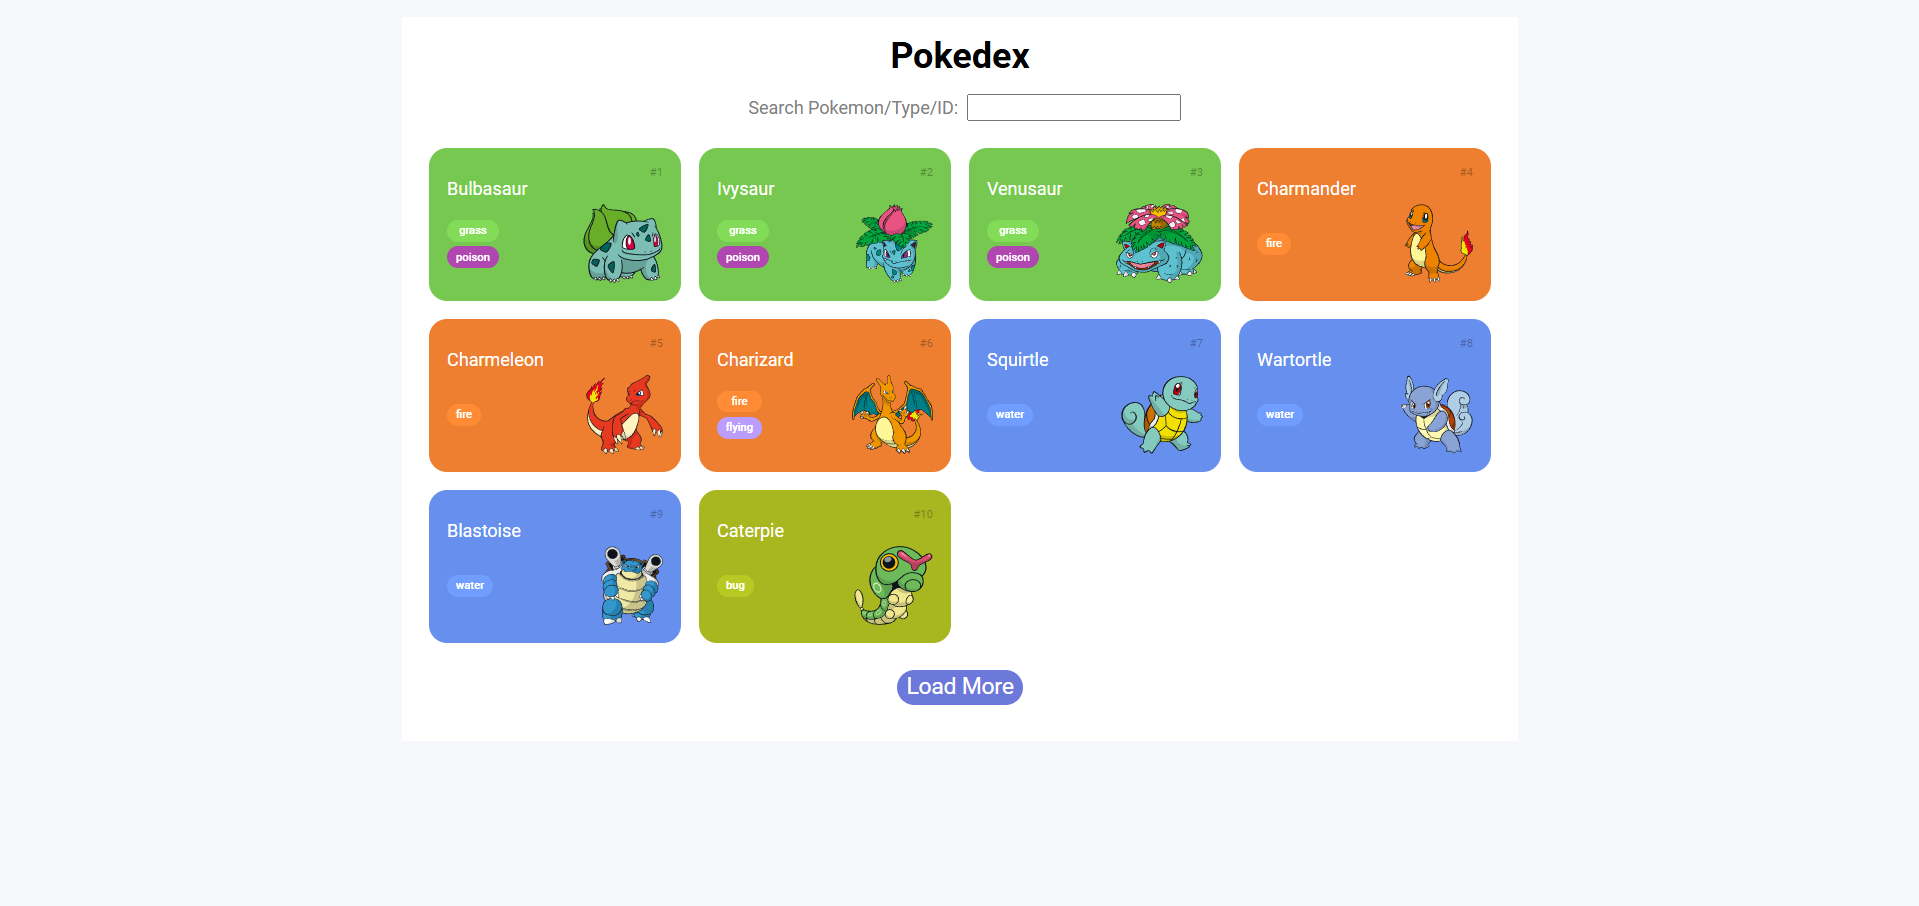 Pokedex
Search Pokemon/Type/ID:
#1
Bulbasaur
grass
poison
#2
Ivysaur
grass
poison
#3
Venusaur
grass
poison
#4
Charmander
fire
#5
Charmeleon
fire
#6
Charizard
fire
flying
#7
Squirtle
water
#8
Wartortle
water
#9
Blastoise
water
#10
Caterpie
bug
Load More